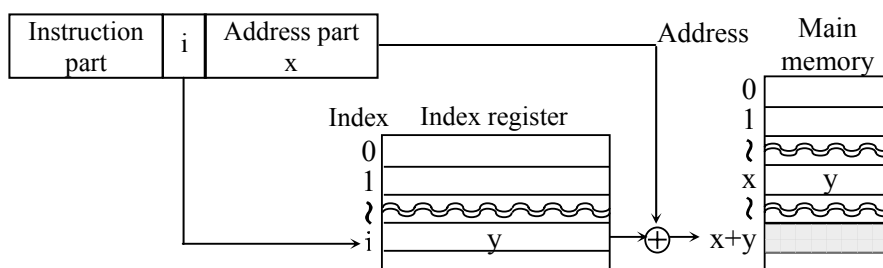 Instruction part
i
Address part
x
Address
Main memory
Index
Index register
0
1
i
y
0
1
x
y
x+y